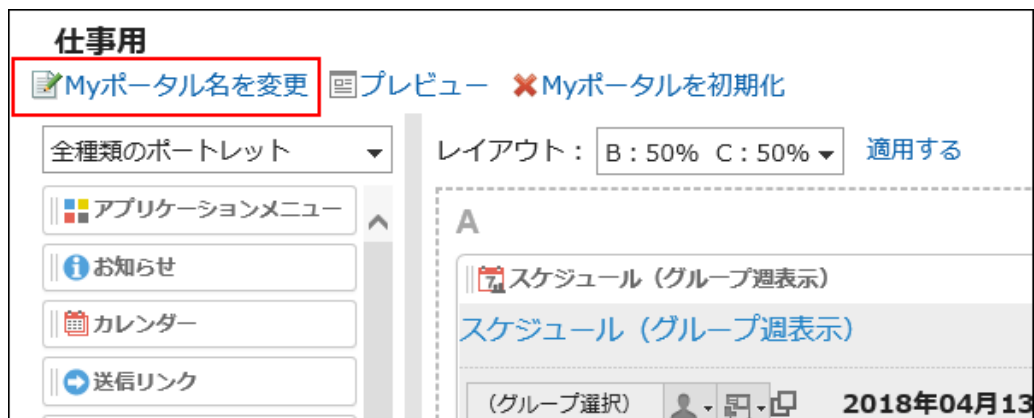 仕事用
Myポータル名を変更 プレビュー Myポータルを初期化
全種類のポートレット
レイアウト： B：50% C：50% 適用する
アプリケーションメニュー
お知らせ
カレンダー
送信リンク
A
7 スケジュール（グループ週表示）
スケジュール（グループ週表示）
（グループ選択） 2018年04月13